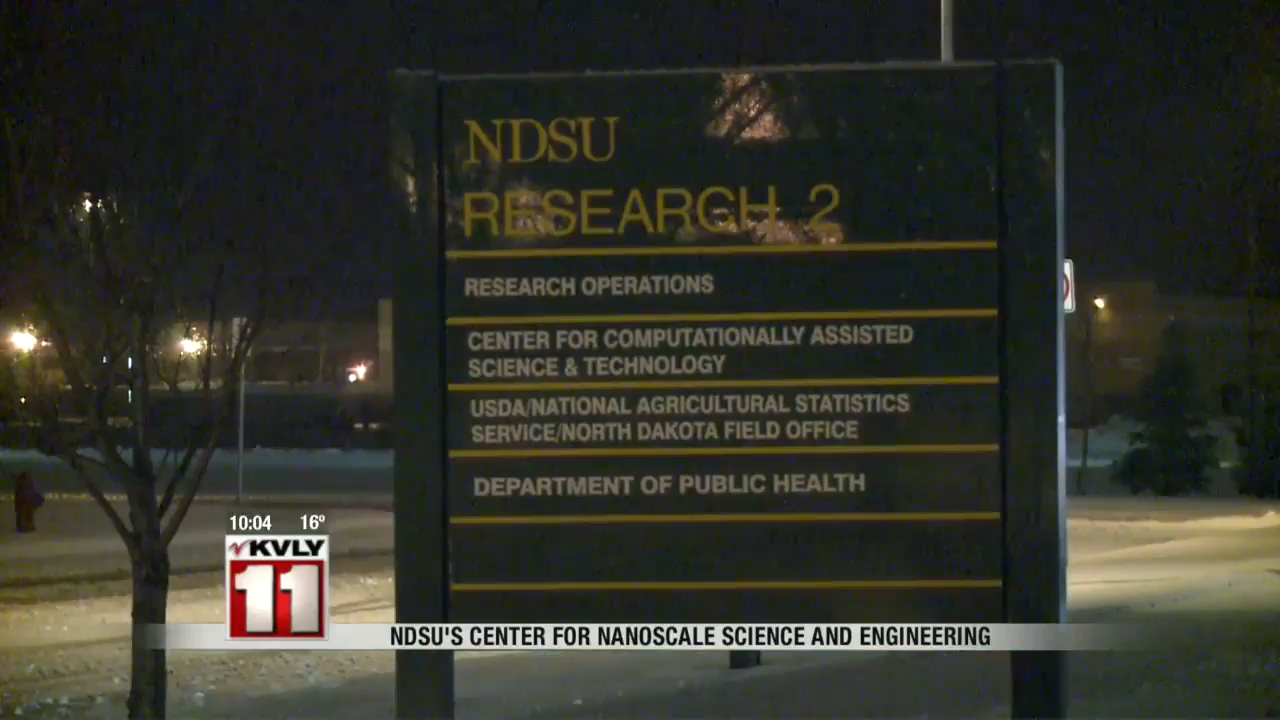 NDSU
RESEARCH 2
RESEARCH OPERATIONS
CENTER FOR COMPUTATIONALLY ASSISTED
SCIENCE & TECHNOLOGY
USDA/NATIONAL AGRICULTURAL STATISTICS
SERVICE/NORTH DAKOTA FIELD OFFICE
DEPARTMENT OF PUBLIC HEALTH
10:04 16°
KVLY
11
NDSU'S CENTER FOR NANOSCALE SCIENCE AND ENGINEERING